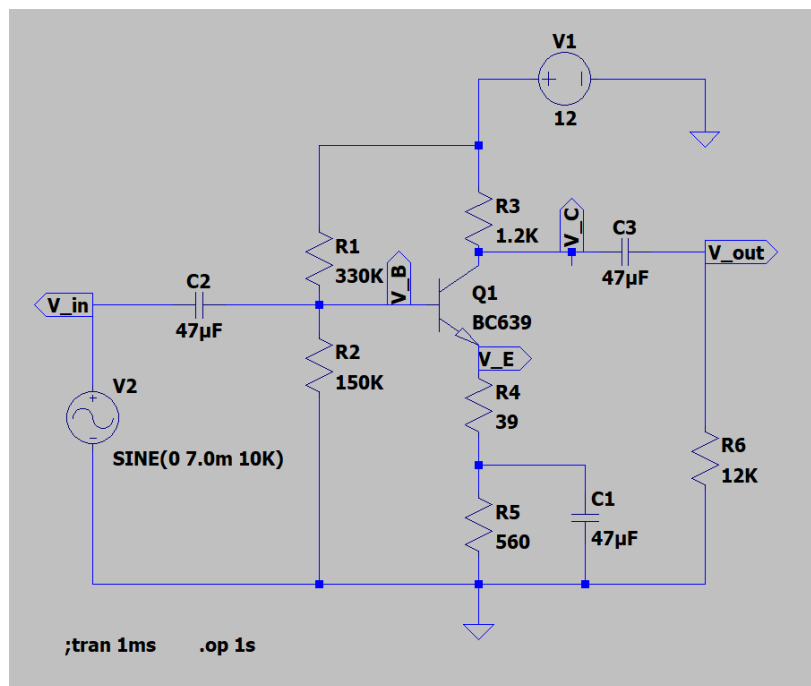 V1
12
R3
1.2K
V_C
C3
47µF
V_out
R1
330K
V_B
C2
47µF
V_in
Q1
BC639
V_E
R2
150K
V2
SINE(0 7.0m 10K)
R4
39
R6
12K
R5
560
C1
47µF
;tran 1ms
.op 1s